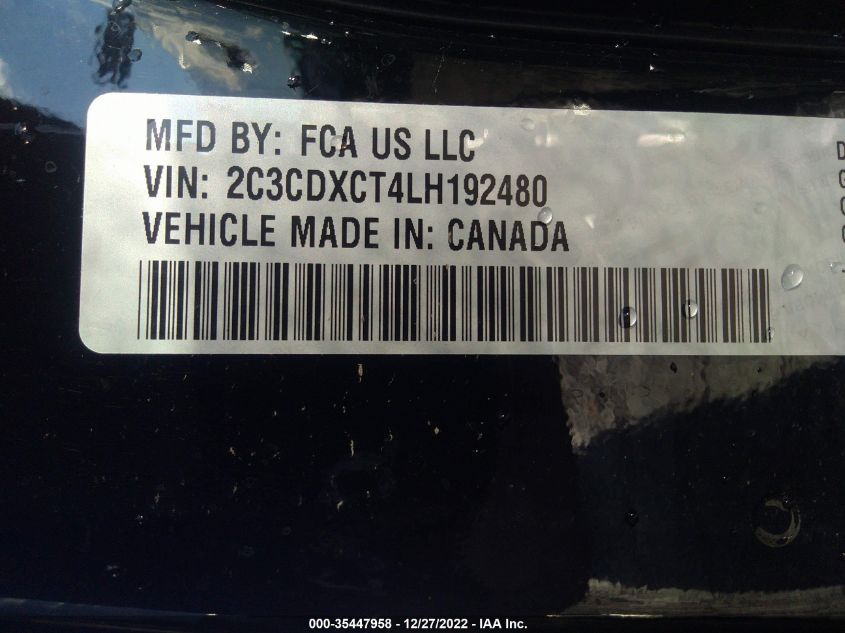 MFD BY: FCA US LLC
VIN: 2C3CDXCT4LH192480
VEHICLE MADE IN: CANADA
000-35447958 - 12/27/2022 - IAA Inc.